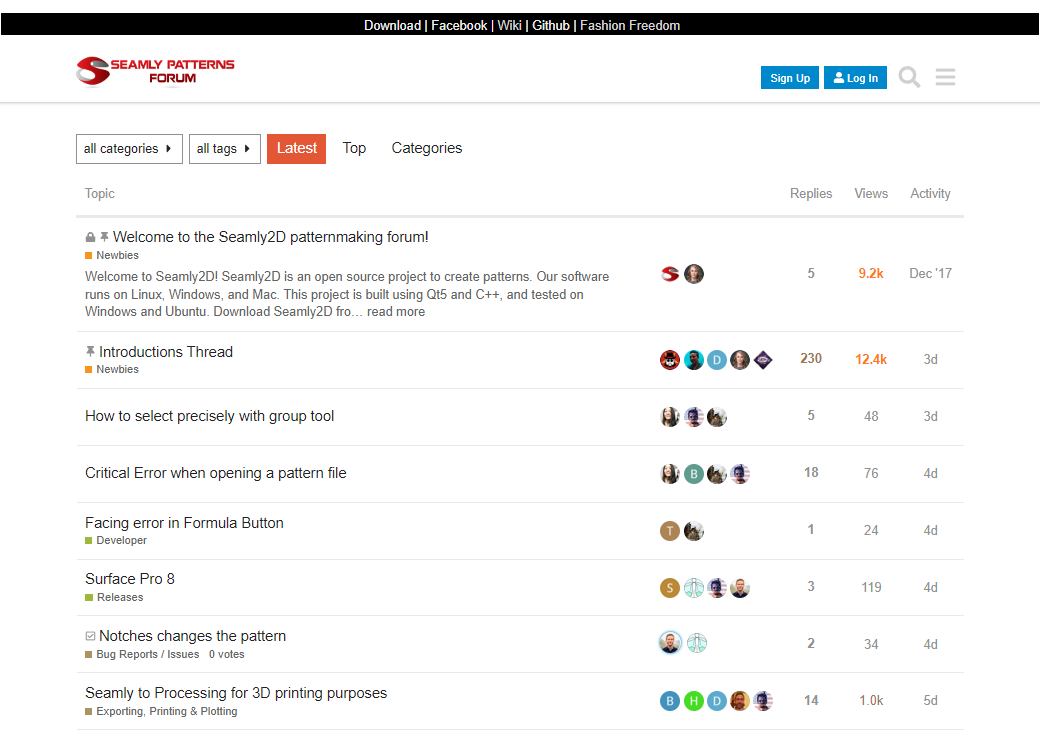 Download | Facebook | Wiki | Github | Fashion Freedom
SEAMLY PATTERNS
FORUM
Sign Up Log In
all categories all tags Latest Top Categories
Topic Replies Views Activity
Welcome to the Seamly2D patternmaking forum!
Newbies
Welcome to Seamly2D! Seamly2D is an open source project to create patterns. Our software
runs on Linux, Windows, and Mac. This project is built using Qt5 and C++, and tested on
Windows and Ubuntu. Download Seamly2D fro… read more
5 9.2k Dec '17
Introductions Thread
Newbies
D
230 12.4k 3d
How to select precisely with group tool
5 48 3d
Critical Error when opening a pattern file
B
18 76 4d
Facing error in Formula Button
Developer
T
1 24 4d
Surface Pro 8
Releases
S
3 119 4d
Notches changes the pattern
Bug Reports / Issues 0 votes
2 34 4d
Seamly to Processing for 3D printing purposes
Exporting, Printing & Plotting
B H D
14 1.0k 5d